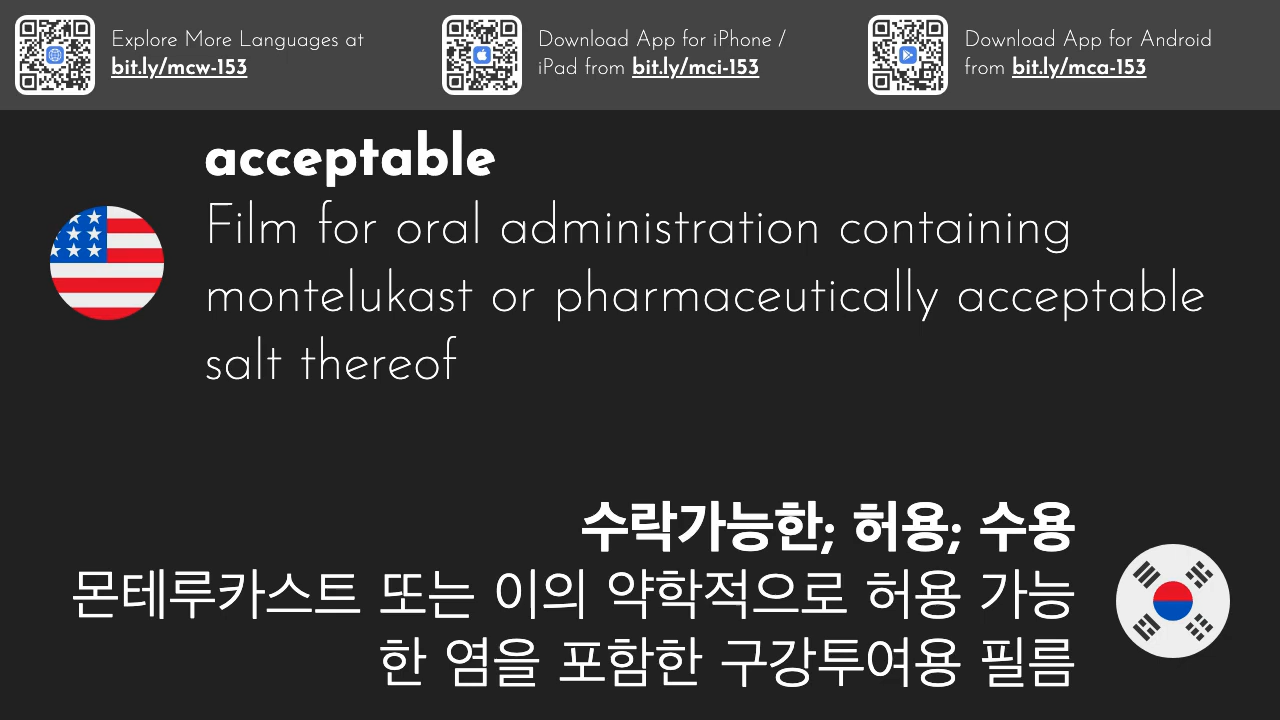 Explore More Languages at
bit.ly/mcw-153
Download App for iPhone /
iPad from bit.ly/mci-153
Download App for Android
from bit.ly/mca-153
acceptable
Film for oral administration containing
montelukast or pharmaceutically acceptable
salt thereof
수락가능한; 허용; 수용
몬테루카스트 또는 이의 약학적으로 허용 가능
한 염을 포함한 구강투여용 필름